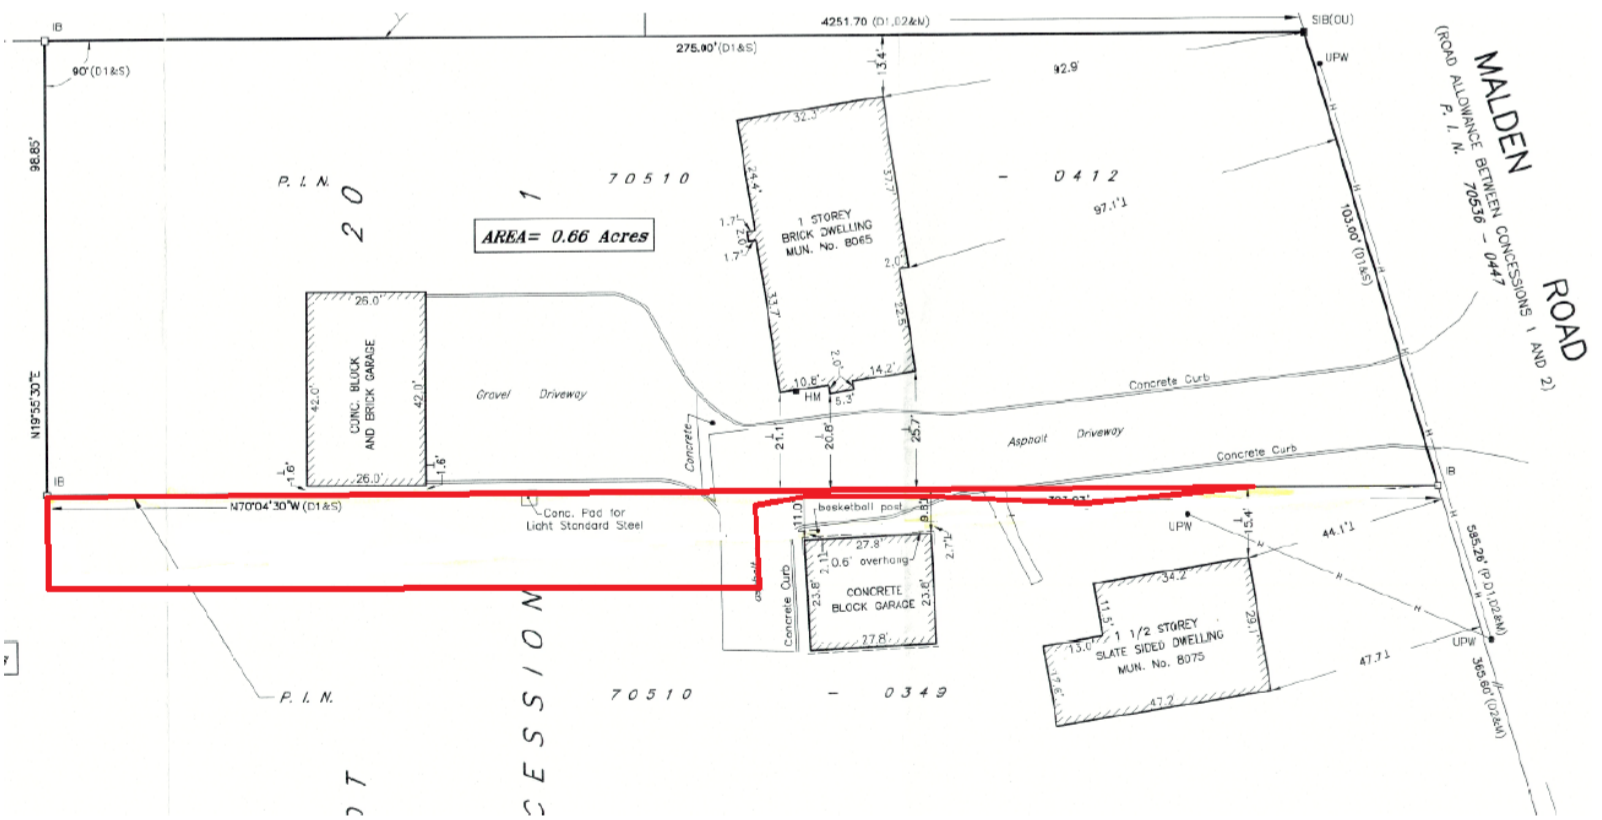 IB
4251.70 (D1,D2&M)
SIB(OU)
275.00'(D1&S)
90°(D1&S)
13.4'
92.9'
UPW
MALDEN
ROAD
(ROAD ALLOWANCE BETWEEN CONCESSIONS 1 AND 2)
P. I. N. 70536 - 0447
98.85'
32.3'
P. I. N.
70510
- 0412
20
1
24.4'
37.7'
97.1'⊥
103.00' (D1&S)
1.7'
2.0'
1.7'
1 STOREY
BRICK DWELLING
MUN. No. 8065
AREA= 0.66 Acres
2.0'
26.0'
33.7'
22.5'
CONC. BLOCK
AND BRICK GARAGE
42.0'
42.0'
Gravel Driveway
2.0'
10.8'
14.2'
HM
5.3'
Concrete Curb
N19°55'30"E
Concrete
21.1'
20.8'
25.7'
Asphalt Driveway
Concrete Curb
1.6'
26.0'
1.6'
IB
IB
N70°04'30"W (D1&S)
Conc. Pad for
Light Standard Steel
11.0'
basketball post
9.8'
UPW
15.4'
44.1'⊥
585.26' (P,D1,D2&M)
27.8'
2.7'
2.1'
0.6' overhang
Concrete Curb
23.8'
CONCRETE
BLOCK GARAGE
23.8'
27.8'
34.2'
11.5'
13.0'
1 1/2 STOREY
SLATE SIDED DWELLING
MUN. No. 8075
29.1'
17.6'
47.2'
47.7'⊥
UPW
365.60' (D2&M)
P. I. N.
70510
- 0349
OT
CESSION